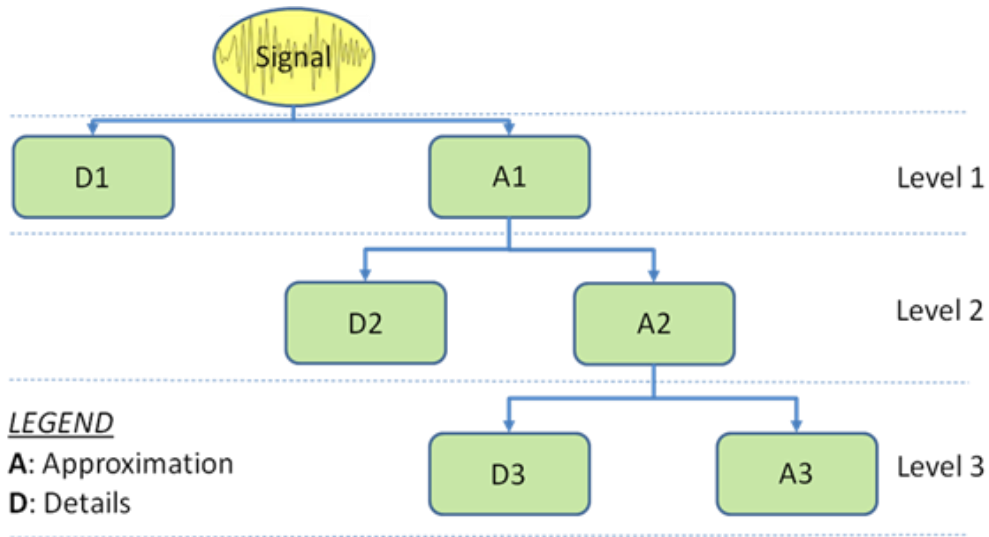 Signal
D1
A1
Level 1
D2
A2
Level 2
LEGEND
A: Approximation
D: Details
D3
A3
Level 3